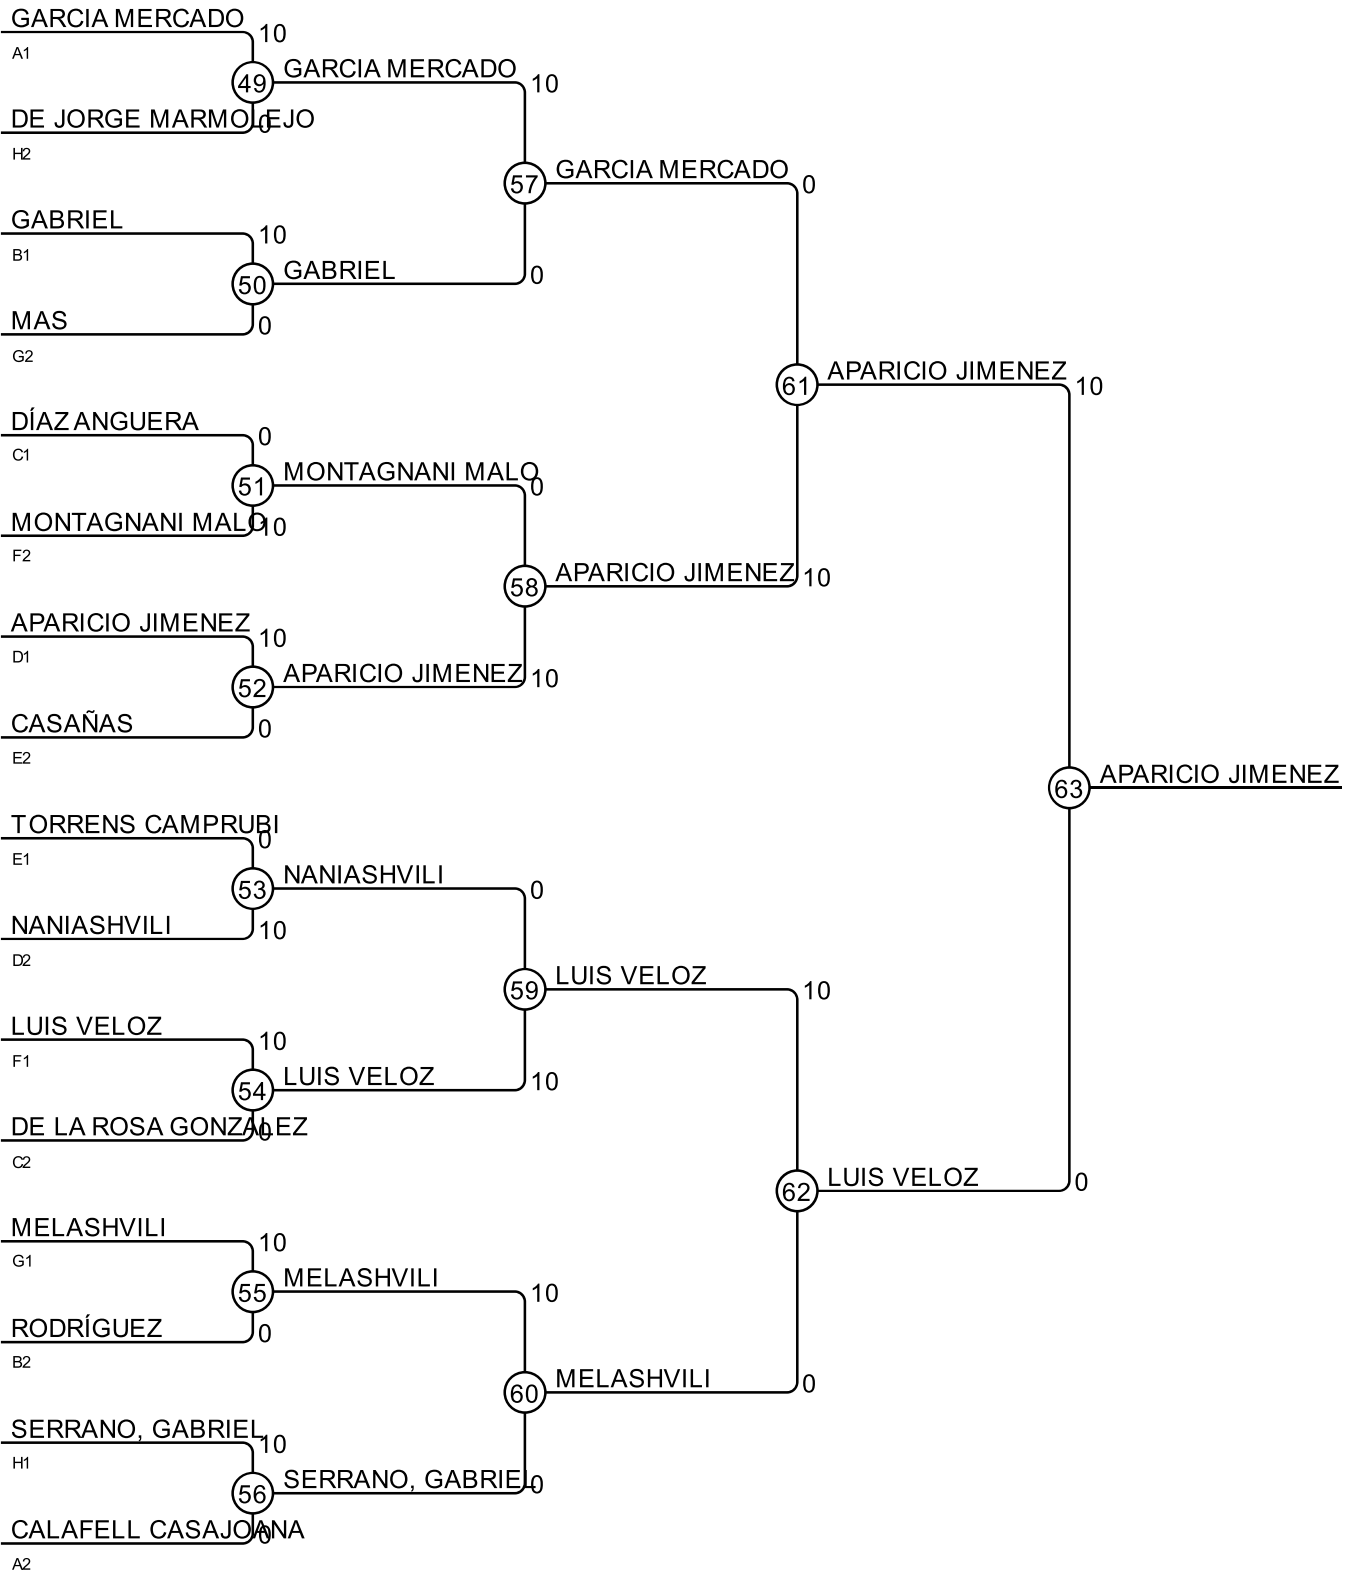 GARCIA MERCADO
10
A1
49
GARCIA MERCADO
10
DE JORGE MARMOLEJO
0
H2
57
GARCIA MERCADO
0
GABRIEL
10
B1
50
GABRIEL
0
MAS
0
G2
61
APARICIO JIMENEZ
10
DÍAZ ANGUERA
0
C1
51
MONTAGNANI MALO
0
MONTAGNANI MALO
10
F2
58
APARICIO JIMENEZ
10
APARICIO JIMENEZ
10
D1
52
APARICIO JIMENEZ
10
CASAÑAS
0
E2
63
APARICIO JIMENEZ
TORRENS CAMPRUBI
0
E1
53
NANIASHVILI
0
NANIASHVILI
10
D2
59
LUIS VELOZ
10
LUIS VELOZ
10
F1
54
LUIS VELOZ
10
DE LA ROSA GONZALEZ
0
C2
62
LUIS VELOZ
0
MELASHVILI
10
G1
55
MELASHVILI
10
RODRÍGUEZ
0
B2
60
MELASHVILI
0
SERRANO, GABRIEL
10
H1
56
SERRANO, GABRIEL
0
CALAFELL CASAJOANA
0
A2